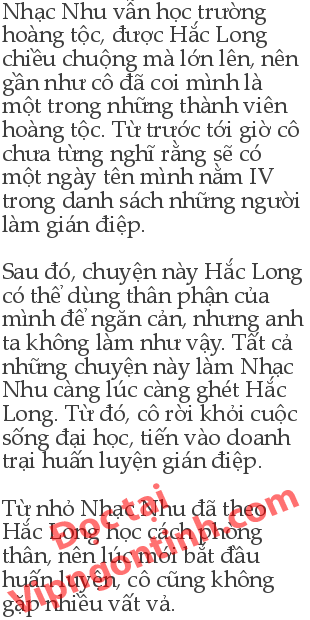 Nhạc Nhu vẫn học trường
hoàng tộc, được Hắc Long
chiều chuộng mà lớn lên, nên
gần như cô đã coi mình là
một trong những thành viên
hoàng tộc. Từ trước tới giờ cô
chưa từng nghĩ rằng sẽ có
một ngày tên mình nằm IV
trong danh sách những người
làm gián điệp.
Sau đó, chuyện này Hắc Long
có thể dùng thân phận của
mình để ngăn cản, nhưng anh
ta không làm như vậy. Tất cả
những chuyện này làm Nhạc
Nhu càng lúc càng ghét Hắc
Long. Từ đó, cô rời khỏi cuộc
sống đại học, tiến vào doanh
trại huấn luyện gián điệp.
Từ nhỏ Nhạc Nhu đã theo
Hắc Long học cách phòng
thân, nên lúc mới bắt đầu
huấn luyện, cô cũng không
gặp nhiều vất vả.
Đọc tại
Vipngontinh.com